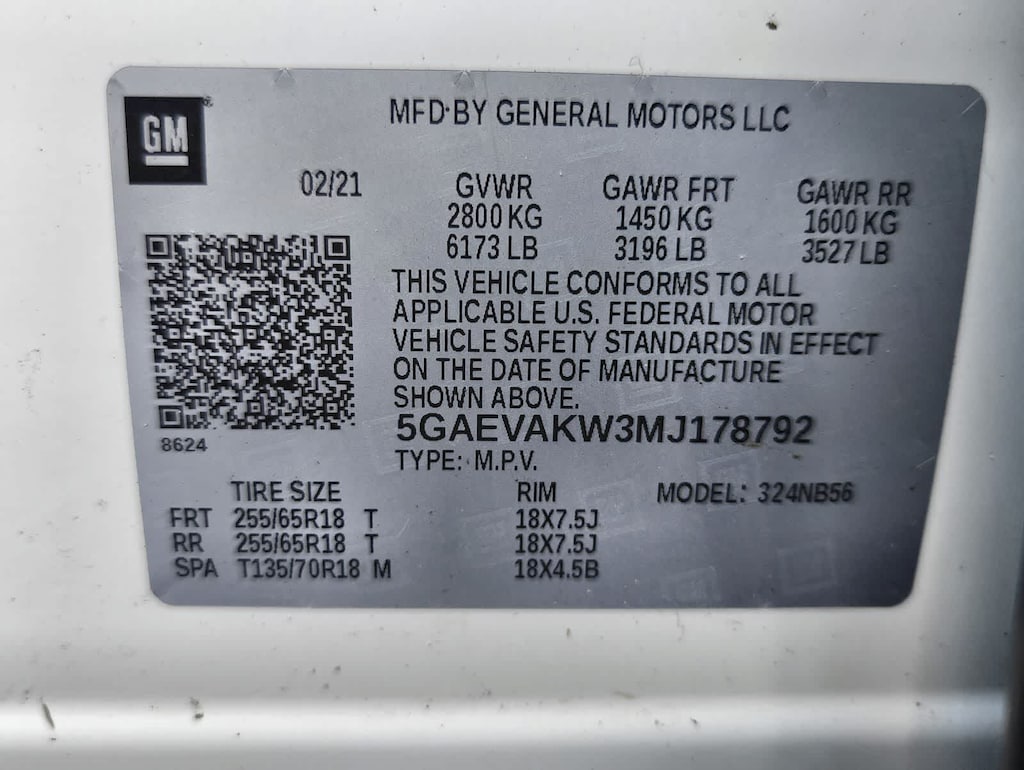 GM
MFD BY GENERAL MOTORS LLC
02/21 GVWR GAWR FRT GAWR RR
2800 KG 1450 KG 1600 KG
6173 LB 3196 LB 3527 LB
THIS VEHICLE CONFORMS TO ALL
APPLICABLE U.S. FEDERAL MOTOR
VEHICLE SAFETY STANDARDS IN EFFECT
ON THE DATE OF MANUFACTURE
SHOWN ABOVE.
5GAEVAKW3MJ178792
8624
TYPE: M.P.V.
TIRE SIZE RIM MODEL: 324NB56
FRT 255/65R18 T 18X7.5J
RR 255/65R18 T 18X7.5J
SPA T135/70R18 M 18X4.5B